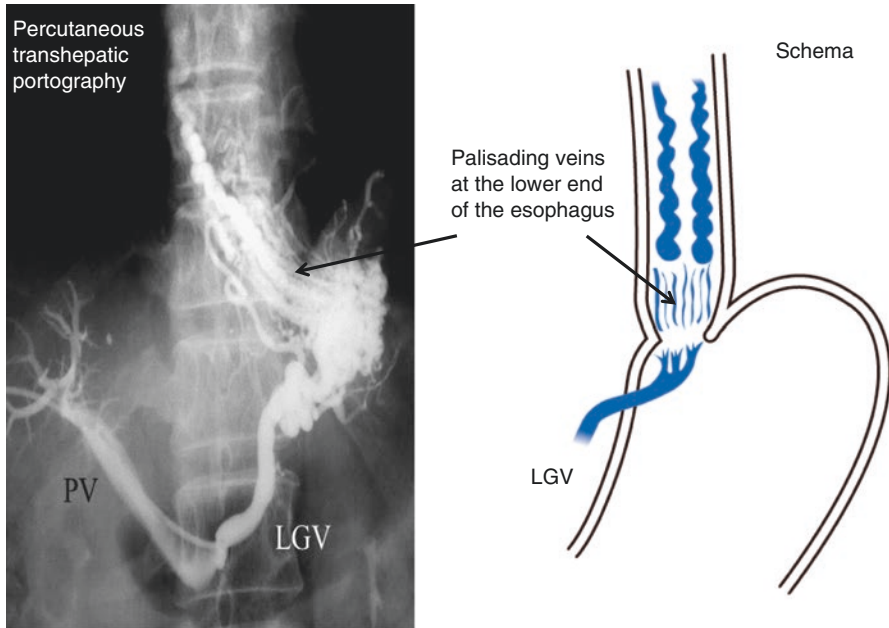 Percutaneous
transhepatic
portography
Schema
Palisading veins
at the lower end
of the esophagus
PV
LGV
LGV